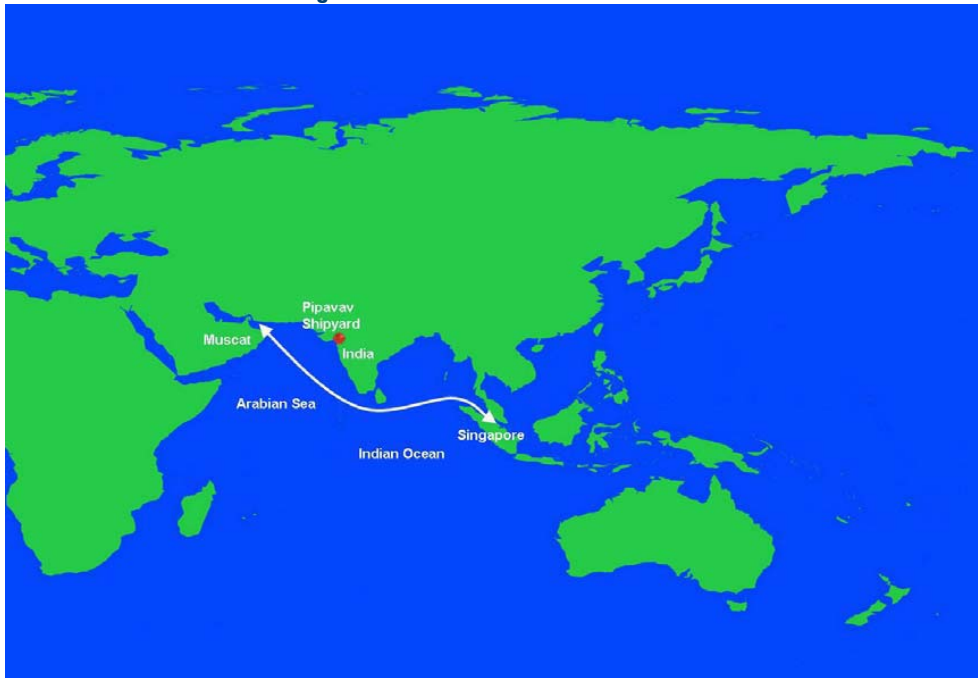 Pipavav
Shipyard
Muscat
India
Arabian Sea
Singapore
Indian Ocean